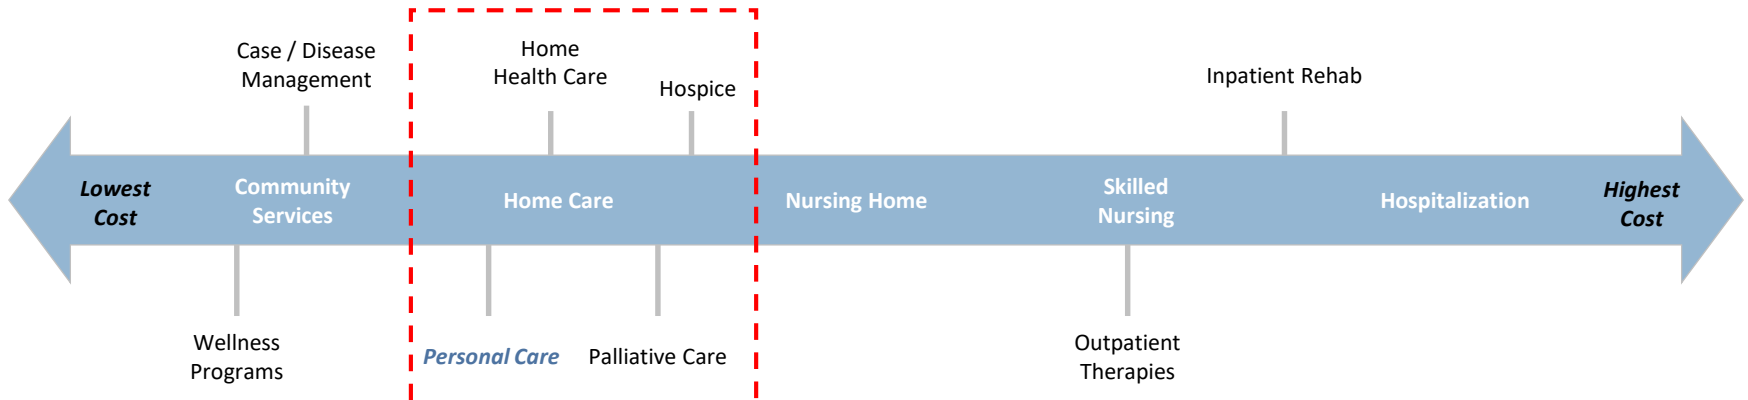 Case / Disease
Management
Home
Health Care
Hospice
Inpatient Rehab
Lowest
Cost
Community
Services
Home Care
Nursing Home
Skilled
Nursing
Hospitalization
Highest
Cost
Wellness
Programs
Personal Care
Palliative Care
Outpatient
Therapies